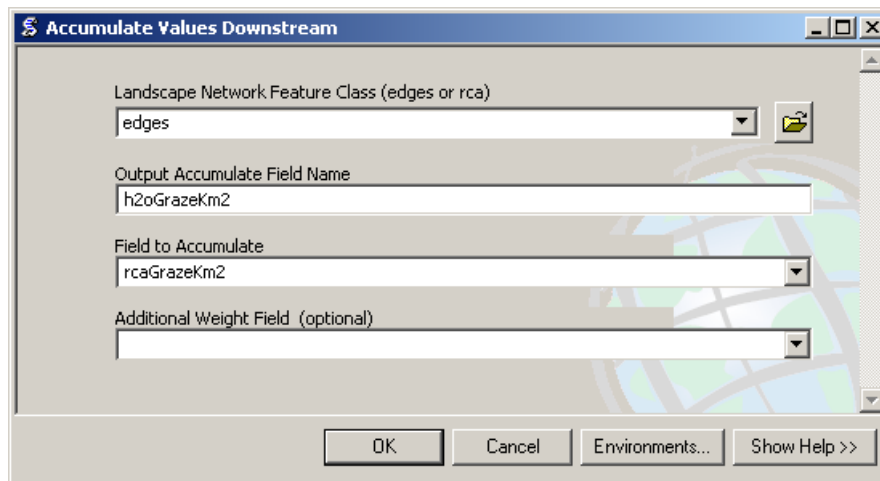 Accumulate Values Downstream
Landscape Network Feature Class (edges or rca)
edges
Output Accumulate Field Name
h2oGrazeKm2
Field to Accumulate
rcaGrazeKm2
Additional Weight Field (optional)
OK Cancel Environments... Show Help >>